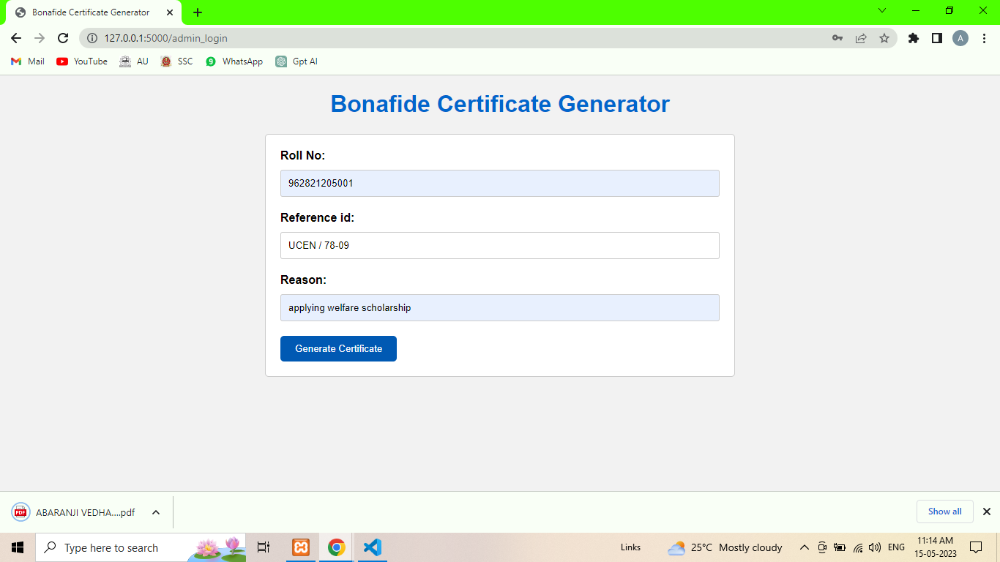 Bonafide Certificate Generator
127.0.0.1:5000/admin_login
A
Mail YouTube AU SSC 9 WhatsApp Gpt AI
Bonafide Certificate Generator
Roll No:
962821205001
Reference id:
UCEN / 78-09
Reason:
applying welfare scholarship
Generate Certificate
PDF ABARANJI VEDHA....pdf Show all
Type here to search Links 25°C Mostly cloudy ENG 11:14 AM
15-05-2023